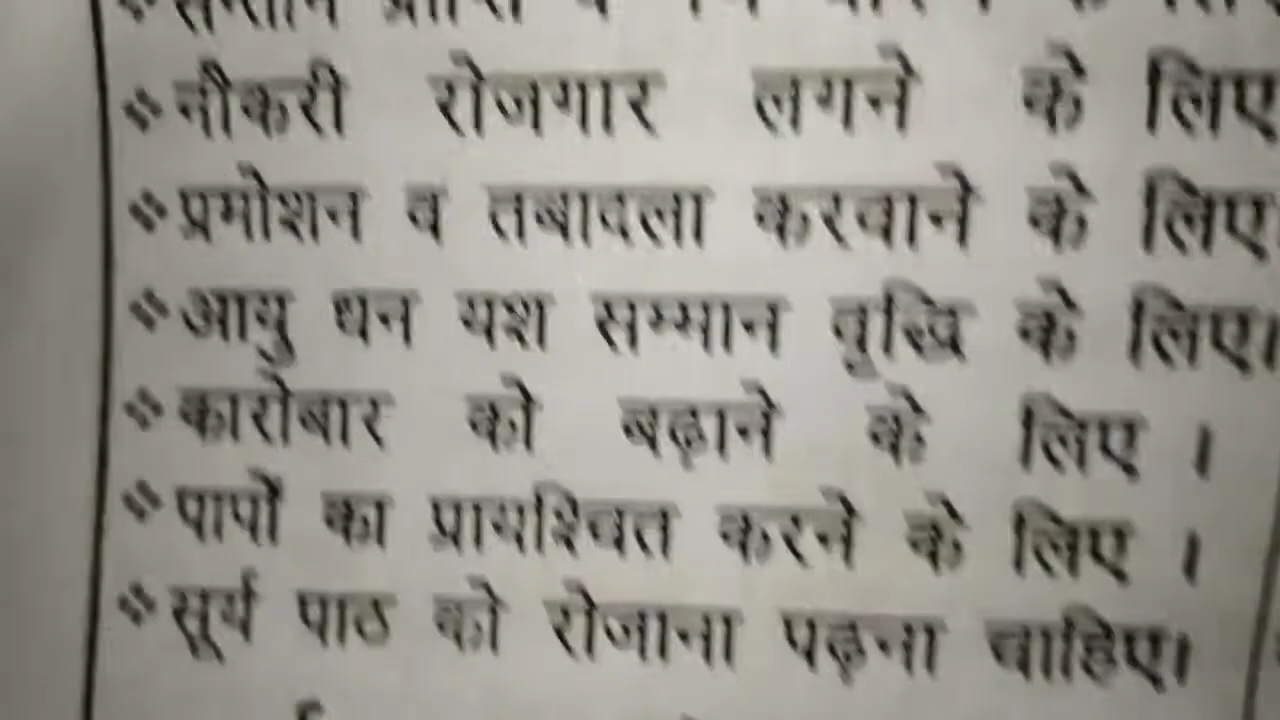 ❖ नौकरी रोजगार लगने के लिए
❖ प्रमोशन व तबादला करवाने के लिए
❖ आयु धन यश सम्मान वृद्धि के लिए।
❖ कारोबार को बढ़ाने के लिए ।
❖ पापों का प्रायश्चित करने के लिए ।
❖ सूर्य पाठ को रोजाना पढ़ना चाहिए।